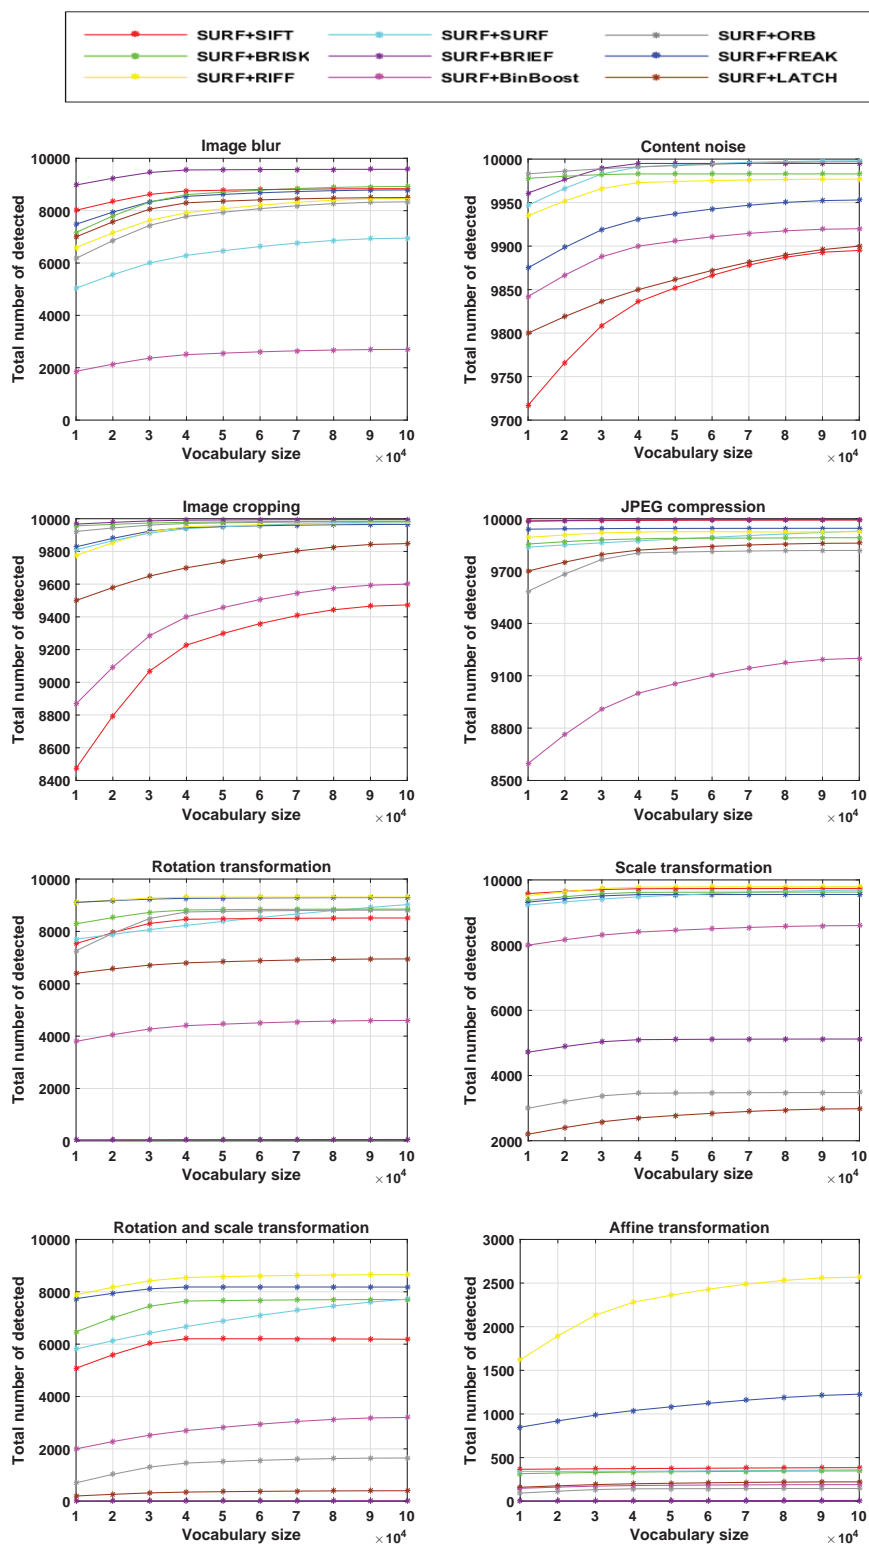 SURF+SIFT SURF+SURF SURF+ORB
SURF+BRISK SURF+BRIEF SURF+FREAK
SURF+RIFF SURF+BinBoost SURF+LATCH
Image blur
10000
8000
6000
4000
2000
0
Total number of detected
1 2 3 4 5 6 7 8 9 10
Vocabulary size
×10^4
Content noise
10000
9950
9900
9850
9800
9750
9700
Total number of detected
1 2 3 4 5 6 7 8 9 10
Vocabulary size
×10^4
Image cropping
10000
9800
9600
9400
9200
9000
8800
8600
8400
Total number of detected
1 2 3 4 5 6 7 8 9 10
Vocabulary size
×10^4
JPEG compression
10000
9700
9400
9100
8800
8500
Total number of detected
1 2 3 4 5 6 7 8 9 10
Vocabulary size
×10^4
Rotation transformation
10000
8000
6000
4000
2000
0
Total number of detected
1 2 3 4 5 6 7 8 9 10
Vocabulary size
×10^4
Scale transformation
10000
8000
6000
4000
2000
Total number of detected
1 2 3 4 5 6 7 8 9 10
Vocabulary size
×10^4
Rotation and scale transformation
10000
8000
6000
4000
2000
0
Total number of detected
1 2 3 4 5 6 7 8 9 10
Vocabulary size
×10^4
Affine transformation
3000
2500
2000
1500
1000
500
0
Total number of detected
1 2 3 4 5 6 7 8 9 10
Vocabulary size
×10^4